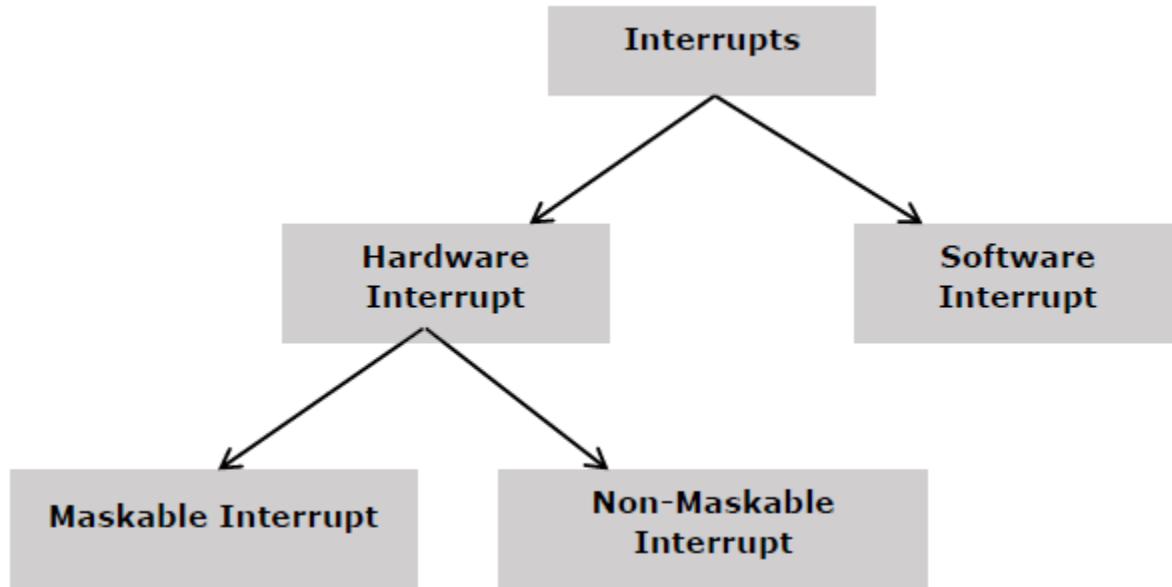 Interrupts
Hardware
Interrupt
Software
Interrupt
Maskable Interrupt
Non-Maskable
Interrupt